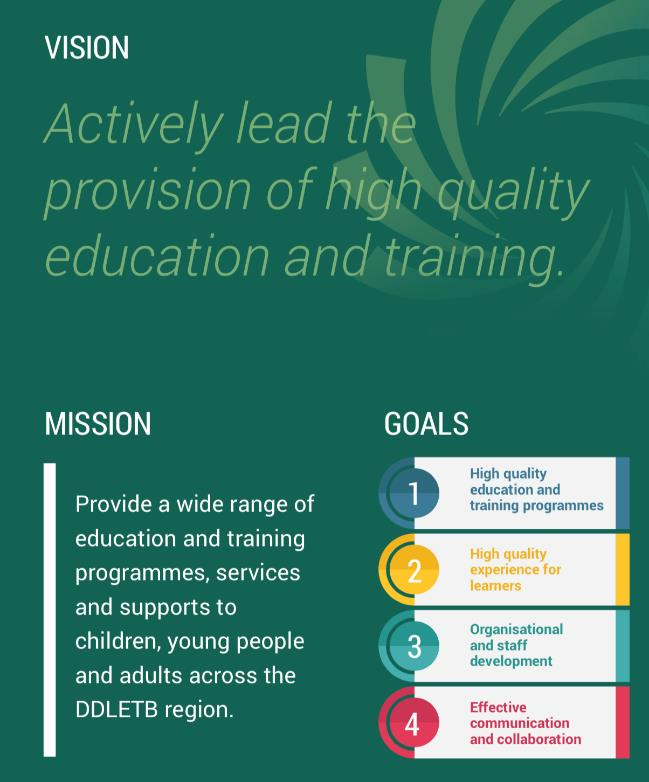 VISION
Actively lead the
provision of high quality
education and training.
MISSION
Provide a wide range of
education and training
programmes, services
and supports to
children, young people
and adults across the
DDLETB region.
GOALS
1
High quality
education and
training programmes
2
High quality
experience for
learners
3
Organisational
and staff
development
4
Effective
communication
and collaboration